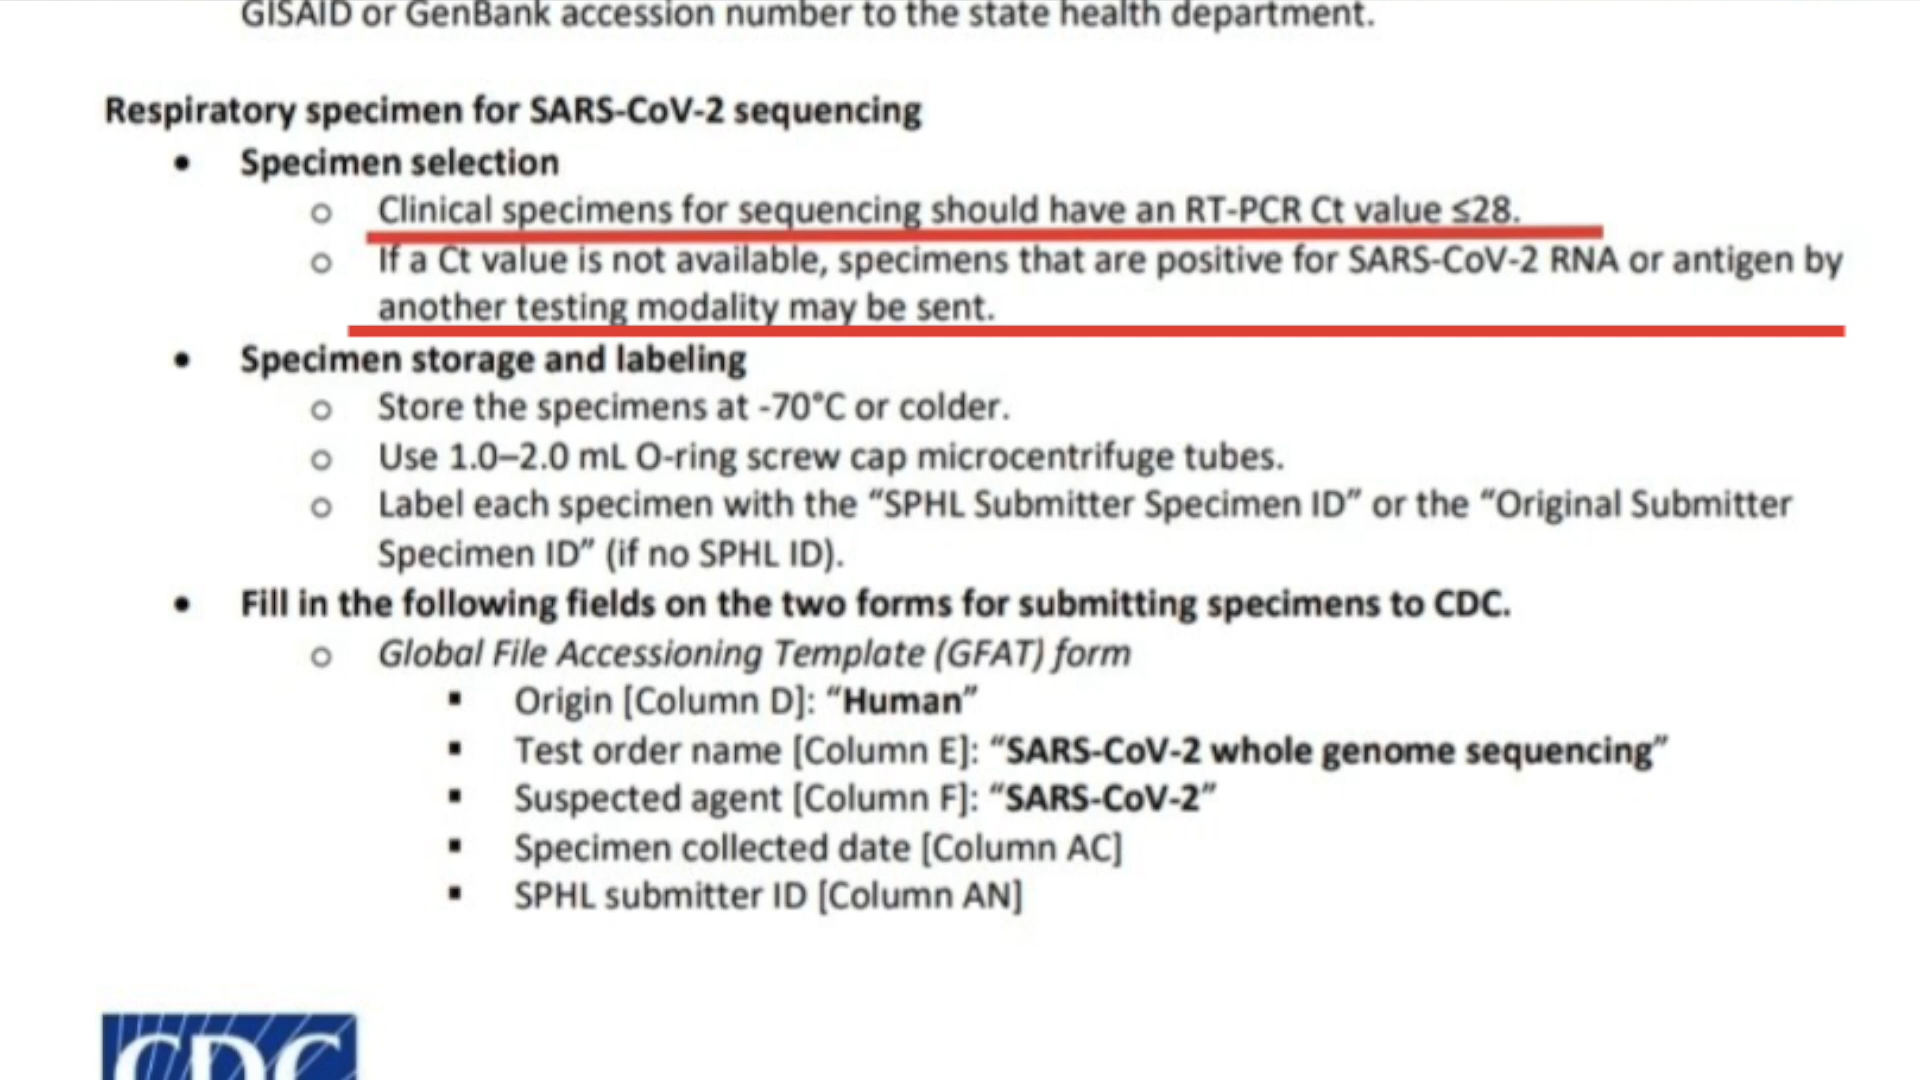 GISAID or GenBank accession number to the state health department.
Respiratory specimen for SARS-CoV-2 sequencing
• Specimen selection
o Clinical specimens for sequencing should have an RT-PCR Ct value ≤28.
o If a Ct value is not available, specimens that are positive for SARS-CoV-2 RNA or antigen by
another testing modality may be sent.
• Specimen storage and labeling
o Store the specimens at -70°C or colder.
o Use 1.0–2.0 mL O-ring screw cap microcentrifuge tubes.
o Label each specimen with the “SPHL Submitter Specimen ID” or the “Original Submitter
Specimen ID” (if no SPHL ID).
• Fill in the following fields on the two forms for submitting specimens to CDC.
o Global File Accessioning Template (GFAT) form
▪ Origin [Column D]: “Human”
▪ Test order name [Column E]: “SARS-CoV-2 whole genome sequencing”
▪ Suspected agent [Column F]: “SARS-CoV-2”
▪ Specimen collected date [Column AC]
▪ SPHL submitter ID [Column AN]
CDC